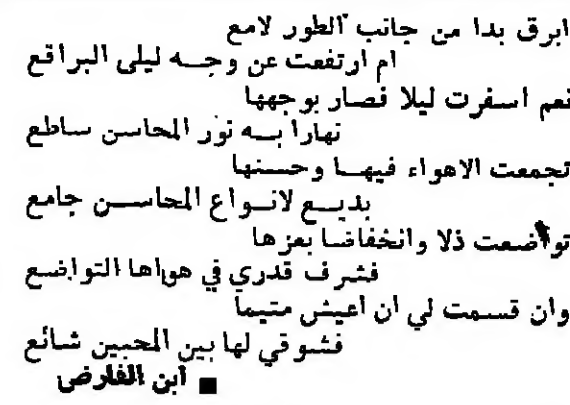 ابرق بدا من جانب الطور لامع
ام ارتفعت عن وجه ليلى البراقع
نعم اسفرت ليلا فصار بوجهها
نهارا به نور المحاسن ساطع
تجمعت الاهواء فيها وحسنها
بديع لانواع المحاسن جامع
تواضعت ذلا وانخفاضا بعزها
فشرف قدري في هواها التواضع
وان قسمت لي ان اعيش متيما
فشوقي لها بين المحبين شائع
■ ابن الفارض